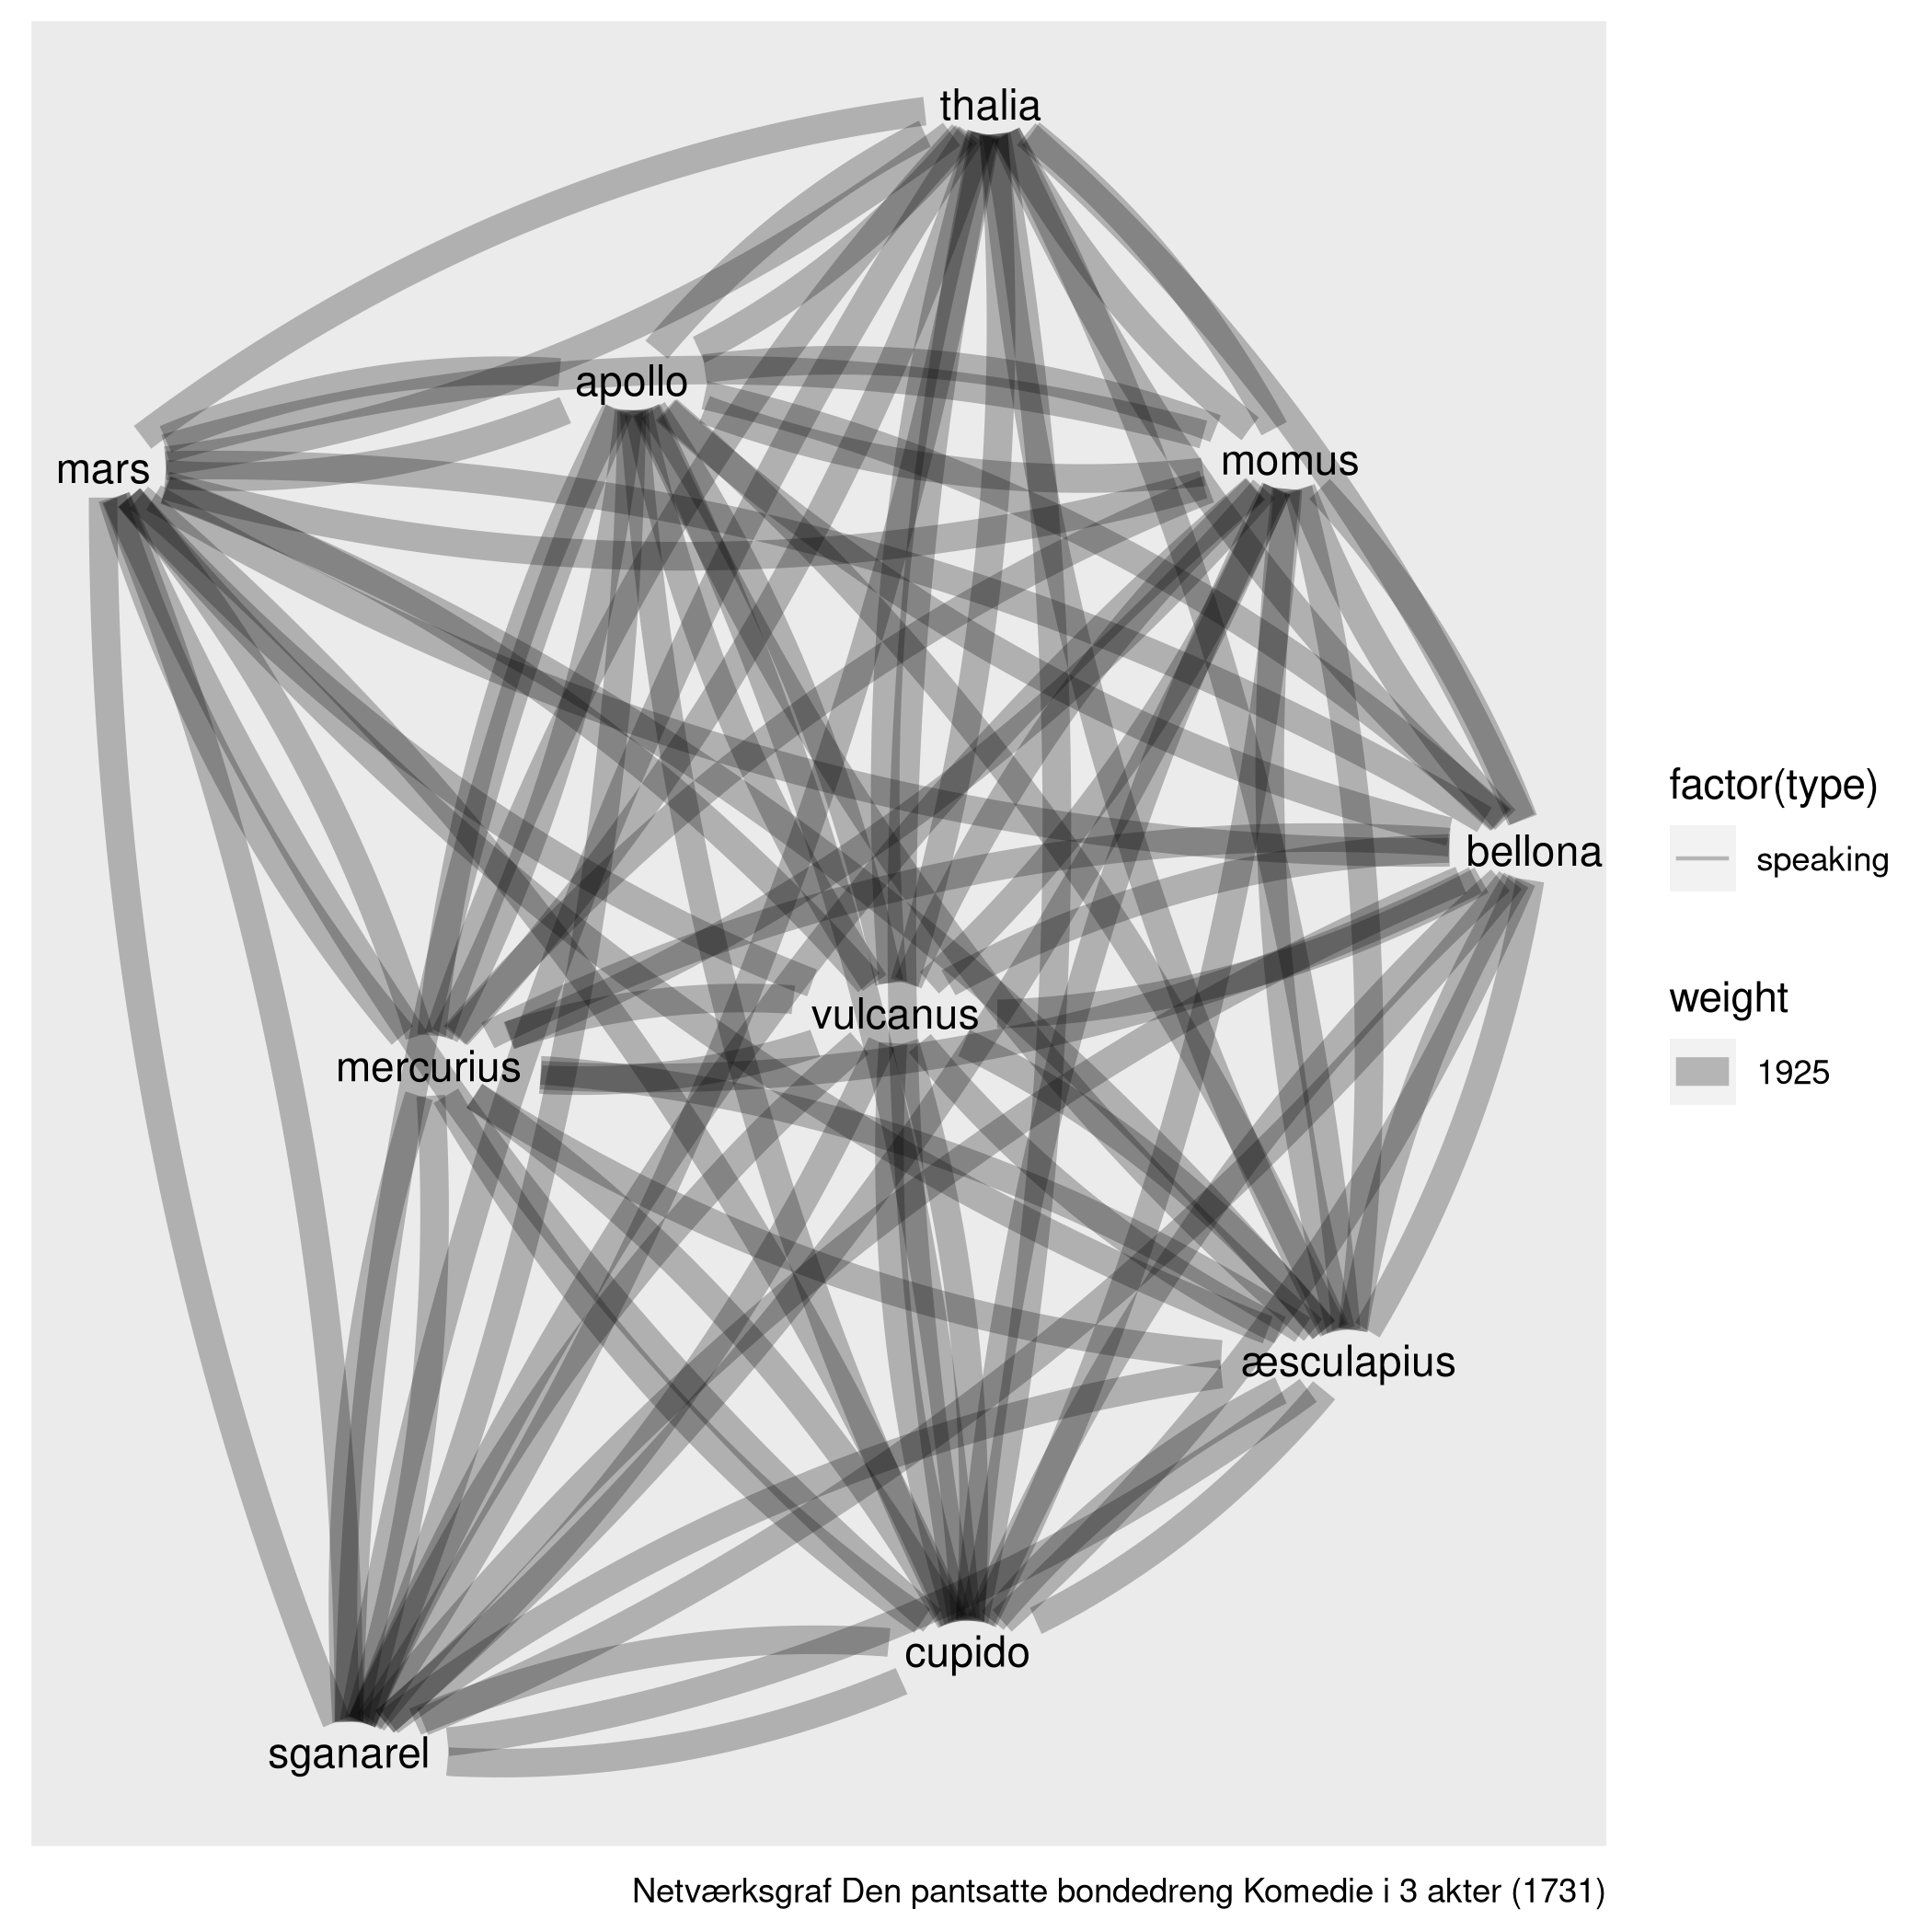 thalia
apollo
mars
momus
bellona
vulcanus
mercurius
æsculapius
cupido
sganarel
factor(type)
speaking
weight
1925
Netværksgraf Den pantsatte bondedreng Komedie i 3 akter (1731)